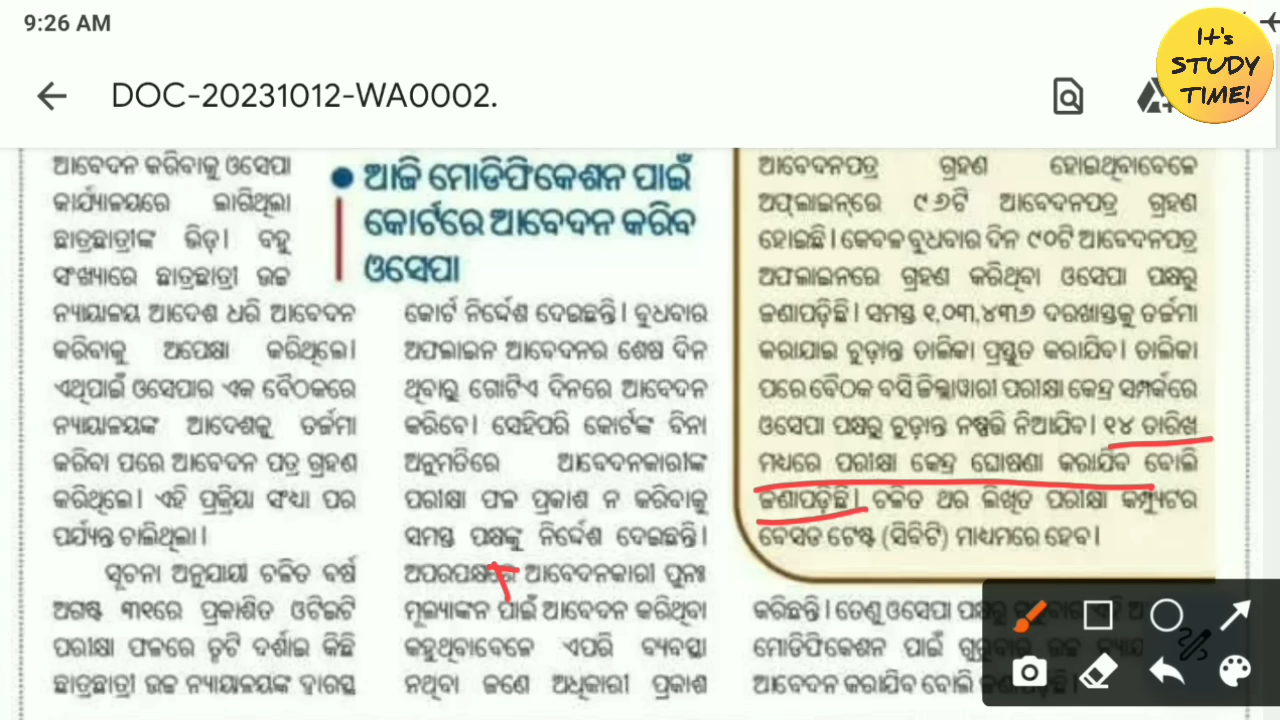 9:26 AM
It's
STUDY
TIME!
DOC-20231012-WA0002.
ଆବେଦନ କରିବାକୁ ଓସେପା
କାର୍ଯ୍ୟାଳୟରେ ଲାଗିଥିଲା
ଛାତ୍ରଛାତ୍ରୀଙ୍କ ଭିଡ଼। ବହୁ
ସଂଖ୍ୟାରେ ଛାତ୍ରଛାତ୍ରୀ ଉଚ୍ଚ
ନ୍ୟାୟାଳୟ ଆଦେଶ ଧରି ଆବେଦନ
କରିବାକୁ ଅପେକ୍ଷା କରିଥିଲେ।
ଏଥିପାଇଁ ଓସେପାର ଏକ ବୈଠକରେ
ନ୍ୟାୟାଳୟଙ୍କ ଆଦେଶକୁ ତର୍ଜମା
କରିବା ପରେ ଆବେଦନ ପତ୍ର ଗ୍ରହଣ
କରିଥିଲେ। ଏହି ପ୍ରକ୍ରିୟା ସଂଧ୍ୟା ପର
ପର୍ଯ୍ୟନ୍ତ ଚାଲିଥିଲା।
ସୂଚନା ଅନୁଯାୟୀ ଚଳିତ ବର୍ଷ
ଅଗଷ୍ଟ ୩୧ରେ ପ୍ରକାଶିତ ଓଟିଇଟି
ପରୀକ୍ଷା ଫଳରେ ତ୍ରୁଟି ଦର୍ଶାଇ କିଛି
ଛାତ୍ରଛାତ୍ରୀ ଉଚ୍ଚ ନ୍ୟାୟାଳୟଙ୍କ ଦ୍ବାରସ୍ଥ
ଆଜି ମୋଡିଫିକେଶନ ପାଇଁ
କୋର୍ଟରେ ଆବେଦନ କରିବ
ଓସେପା
କୋର୍ଟ ନିର୍ଦ୍ଦେଶ ଦେଇଛନ୍ତି। ବୁଧବାର
ଅଫଲାଇନ ଆବେଦନର ଶେଷ ଦିନ
ଥିବାରୁ ଗୋଟିଏ ଦିନରେ ଆବେଦନ
କରିବେ। ସେହିପରି କୋର୍ଟଙ୍କ ବିନା
ଅନୁମତିରେ ଆବେଦନକାରୀଙ୍କ
ପରୀକ୍ଷା ଫଳ ପ୍ରକାଶ ନ କରିବାକୁ
ସମସ୍ତ ପକ୍ଷଙ୍କୁ ନିର୍ଦ୍ଦେଶ ଦେଇଛନ୍ତି।
ଅପରପକ୍ଷରେ ଆବେଦନକାରୀ ପୁନଃ
ମୂଲ୍ୟାଙ୍କନ ପାଇଁ ଆବେଦନ କରିଥିବା
କହୁଥିବାବେଳେ ଏପରି ବ୍ୟବସ୍ଥା
ନଥିବା ଜଣେ ଅଧିକାରୀ ପ୍ରକାଶ
ଆବେଦନପତ୍ର ଗ୍ରହଣ ହୋଇଥିବାବେଳେ
ଅଫ୍‌ଲାଇନ୍‌ରେ ୯୬ଟି ଆବେଦନପତ୍ର ଗ୍ରହଣ
ହୋଇଛି। କେବଳ ବୁଧବାର ଦିନ ୯୦ଟି ଆବେଦନପତ୍ର
ଅଫଲାଇନରେ ଗ୍ରହଣ କରିଥିବା ଓସେପା ପକ୍ଷରୁ
ଜଣାପଡ଼ିଛି। ସମସ୍ତ ୧,୦୩,୪୩୬ ଦରଖାସ୍ତକୁ ତର୍ଜମା
କରାଯାଇ ଚୂଡ଼ାନ୍ତ ତାଲିକା ପ୍ରସ୍ତୁତ କରାଯିବ। ତାଲିକା
ପରେ ବୈଠକ ବସି ଜିଲ୍ଲାୱାରୀ ପରୀକ୍ଷା କେନ୍ଦ୍ର ସମ୍ପର୍କରେ
ଓସେପା ପକ୍ଷରୁ ଚୂଡ଼ାନ୍ତ ନଷ୍ପତ୍ତି ନିଆଯିବ। ୧୪ ତାରିଖ
ମଧ୍ୟରେ ପରୀକ୍ଷା କେନ୍ଦ୍ର ଘୋଷଣା କରାଯିବ ବୋଲି
ଜଣାପଡ଼ିଛି। ଚଳିତ ଥର ଲିଖିତ ପରୀକ୍ଷା କମ୍ପ୍ୟୁଟର
ବେସଡ ଟେଷ୍ଟ (ସିବିଟି) ମାଧ୍ୟମରେ ହେବ।
କରିଛନ୍ତି। ତେଣୁ ଓସେପା
ମୋଡିଫିକେଶନ ପାଇଁ
ଆବେଦନ କରାଯିବ ବୋଲି